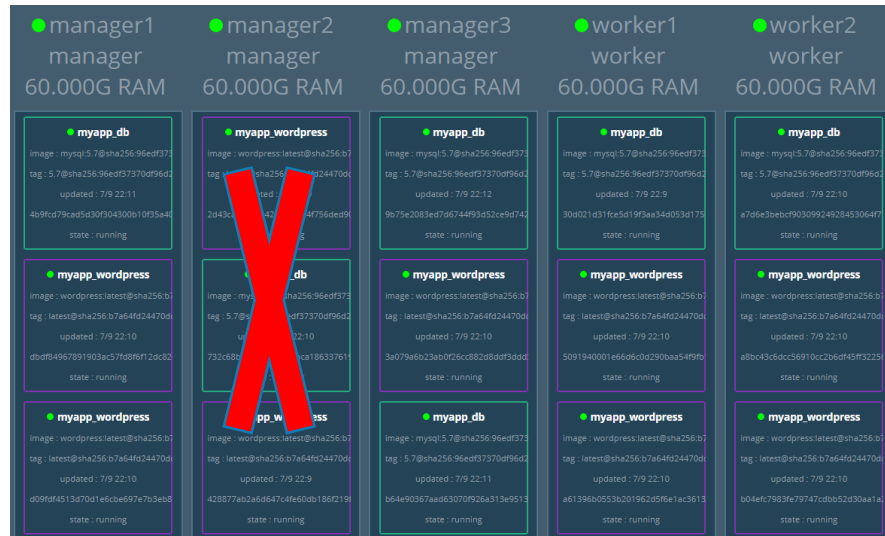 manager1
manager
60.000G RAM
myapp_db
image : mysql:5.7@sha256:96edf373
tag : 5.7@sha256:96edf37370df96d2
updated : 7/9 22:11
4b9fcd79cad5d30f304300b10f35a40
state : running
myapp_wordpress
image : wordpress:latest@sha256:b7
tag : latest@sha256:b7a64fd24470d
updated : 7/9 22:10
dbdf84967891903ac57fd8f6f12dc82
state : running
myapp_wordpress
image : wordpress:latest@sha256:b7
tag : latest@sha256:b7a64fd24470d
updated : 7/9 22:10
d09fdf4513d70d1e6cbe697e7b3eb8
state : running
manager2
manager
60.000G RAM
myapp_wordpress
image : wordpress:latest@sha256:b7
tag
2d43c
image
tag : 5.7@
732c68b
image : wordpress:latest@sha256:b7
tag : latest@sha256:b7a64fd24470d
updated : 7/9 22:9
428877ab2a6d647c4fe60db186f219f
state : running
manager3
manager
60.000G RAM
myapp_db
image : mysql:5.7@sha256:96edf373
tag : 5.7@sha256:96edf37370df96d2
updated : 7/9 22:12
9b75e2083ed7d6744f93d52ce9d742
state : running
myapp_wordpress
image : wordpress:latest@sha256:b7
tag : latest@sha256:b7a64fd24470d
updated : 7/9 22:10
3a079a6b23ab0f26cc882d8ddf3ddd
state : running
myapp_db
image : mysql:5.7@sha256:96edf373
tag : 5.7@sha256:96edf37370df96d2
updated : 7/9 22:11
b64e90367aad63070f926a313e9513
state : running
worker1
worker
60.000G RAM
myapp_db
image : mysql:5.7@sha256:96edf373
tag : 5.7@sha256:96edf37370df96d2
updated : 7/9 22:9
30d021d31fce5d19f3aa34d053d175
state : running
myapp_wordpress
image : wordpress:latest@sha256:b7
tag : latest@sha256:b7a64fd24470d
updated : 7/9 22:10
5091940001e66d6c0d290baa54f9fb
state : running
myapp_wordpress
image : wordpress:latest@sha256:b7
tag : latest@sha256:b7a64fd24470d
updated : 7/9 22:10
a61396b0553b201962d5f6e1ac3613
state : running
worker2
worker
60.000G RAM
myapp_db
image : mysql:5.7@sha256:96edf373
tag : 5.7@sha256:96edf37370df96d2
updated : 7/9 22:10
a7d6e3bebcf90309924928453064f7
state : running
myapp_wordpress
image : wordpress:latest@sha256:b7
tag : latest@sha256:b7a64fd24470d
updated : 7/9 22:10
a8bc43c6dcc56910cc2b6df45ff3225
state : running
myapp_wordpress
image : wordpress:latest@sha256:b7
tag : latest@sha256:b7a64fd24470d
updated : 7/9 22:10
b04efc7983fe79747cdbb52d30aa1a
state : running